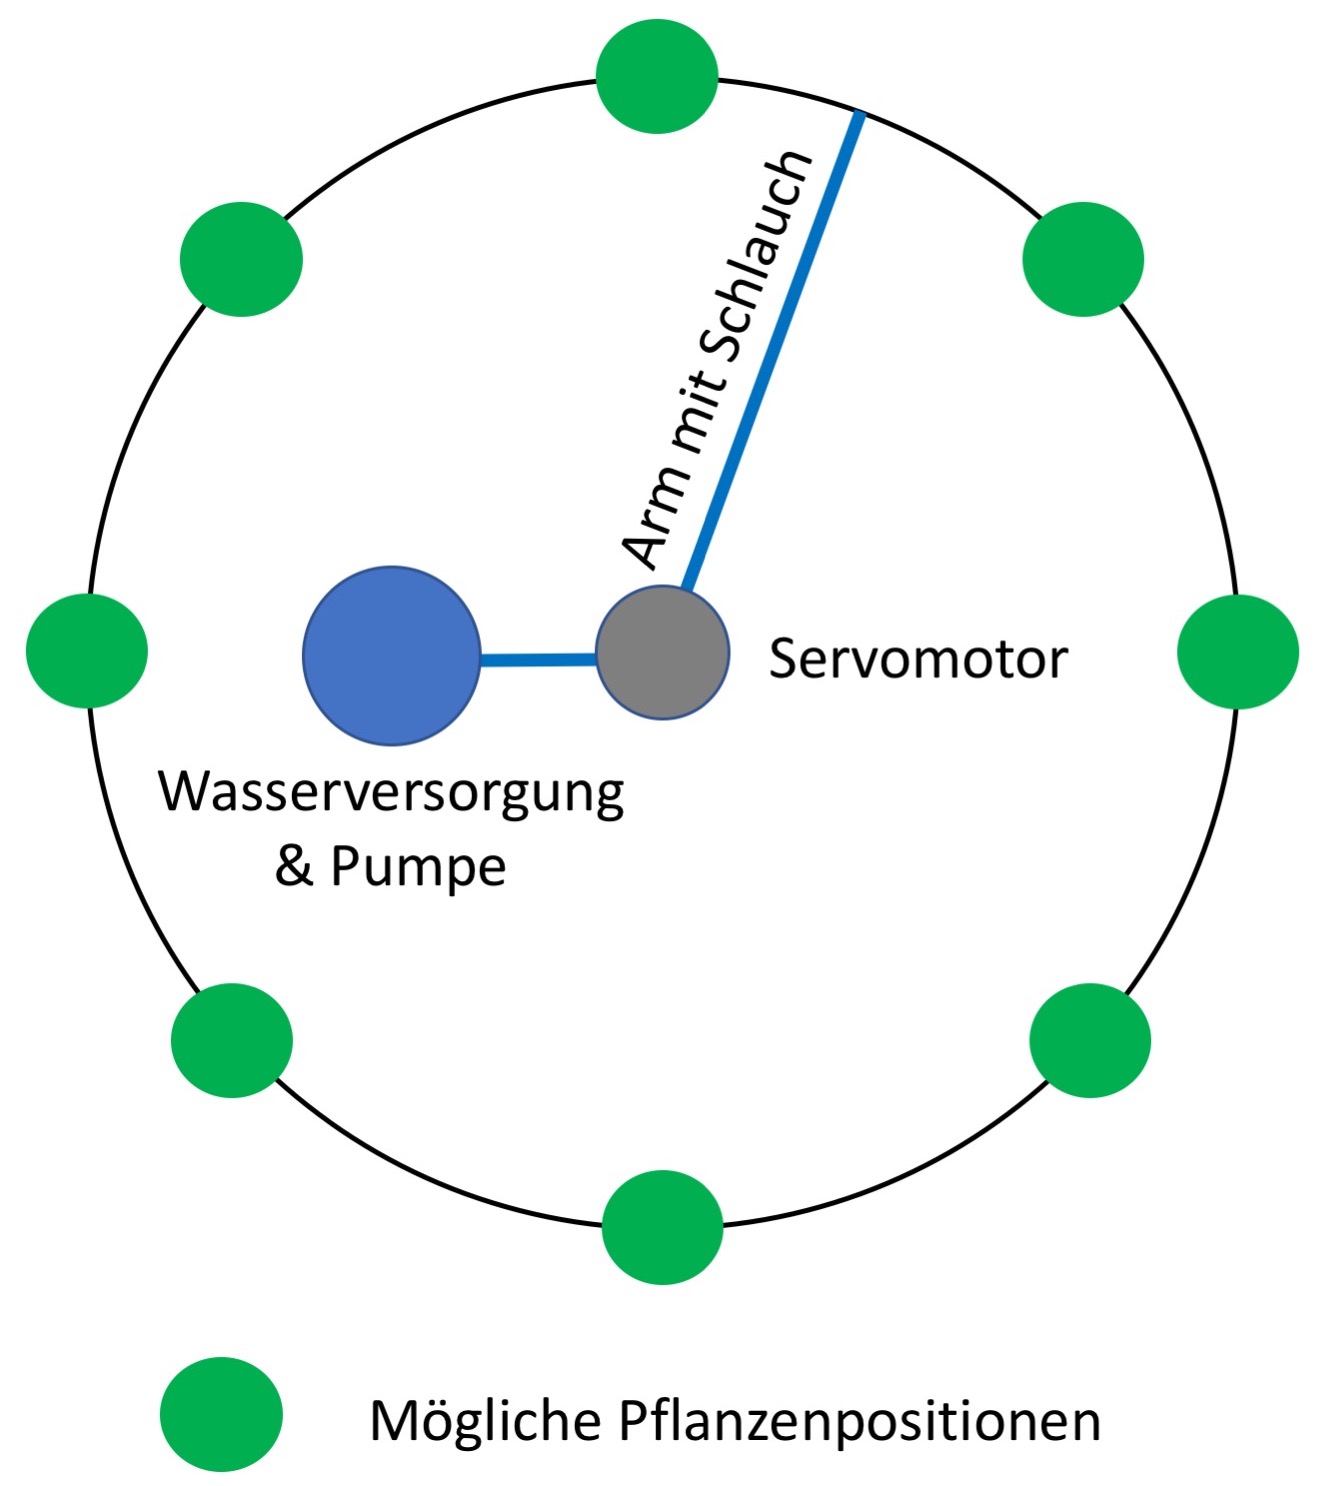 Arm mit Schlauch
Servomotor
Wasserversorgung
& Pumpe
Mögliche Pflanzenpositionen